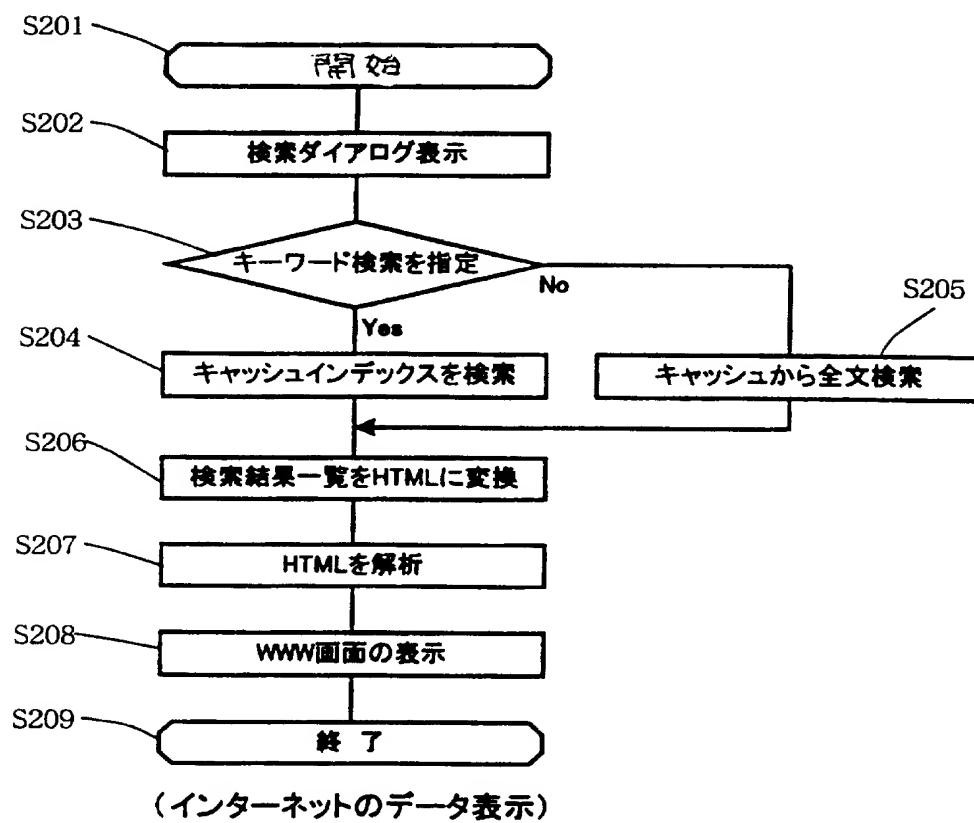 S201
開始
S202
検索ダイアログ表示
S203
キーワード検索を指定
No
Yes
S204
キャッシュインデックスを検索
S205
キャッシュから全文検索
S206
検索結果一覧をHTMLに変換
S207
HTMLを解析
S208
WWW画面の表示
S209
終了
(インターネットのデータ表示)